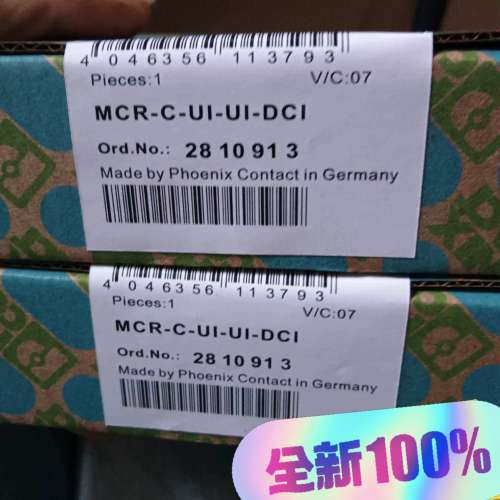 4 046356 113793
Pieces:1 V/C:07
MCR-C-UI-UI-DCI
Ord.No.: 28 10 91 3
Made by Phoenix Contact in Germany
4 046356 113793
Pieces:1 V/C:07
MCR-C-UI-UI-DCI
Ord.No.: 28 10 91 3
Made by Phoenix Contact in Germany
全新100%